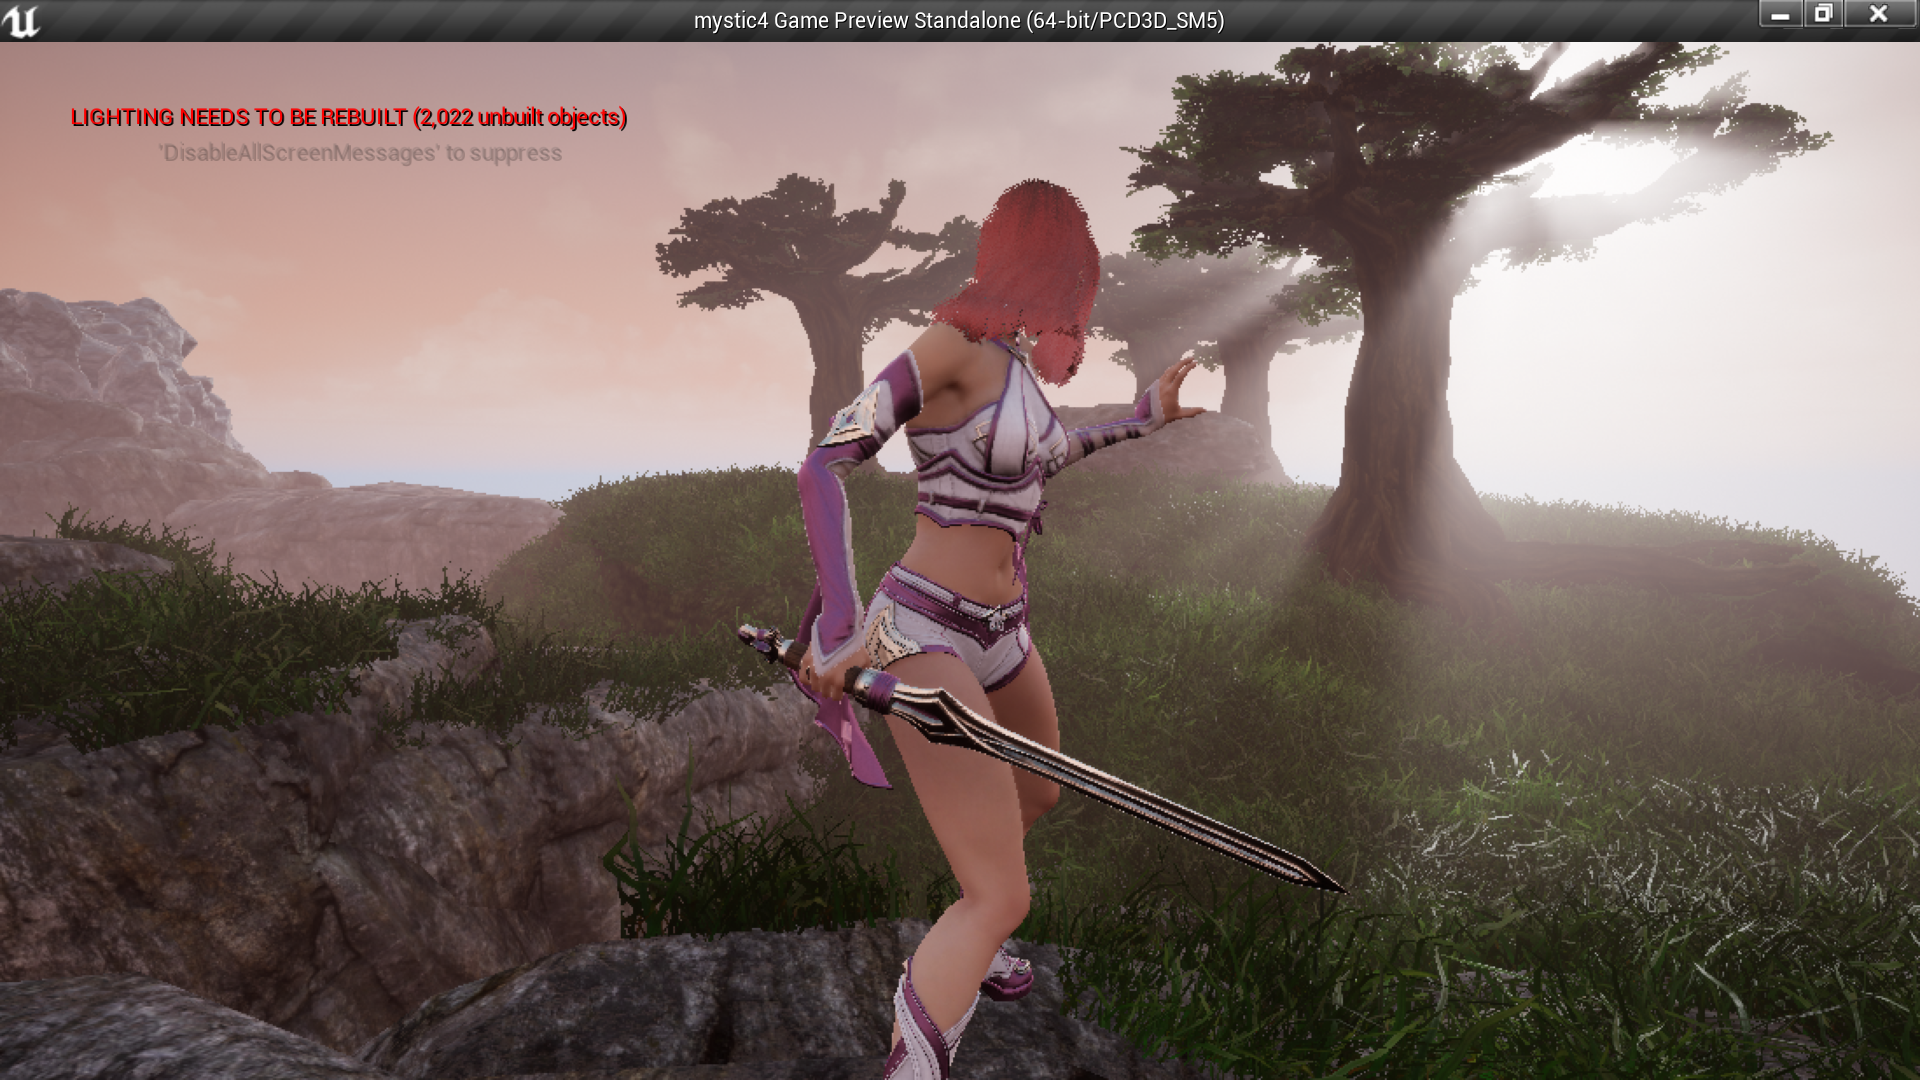 mystic4 Game Preview Standalone (64-bit/PCD3D_SM5)
LIGHTING NEEDS TO BE REBUILT (2,022 unbuilt objects)
'DisableAllScreenMessages' to suppress